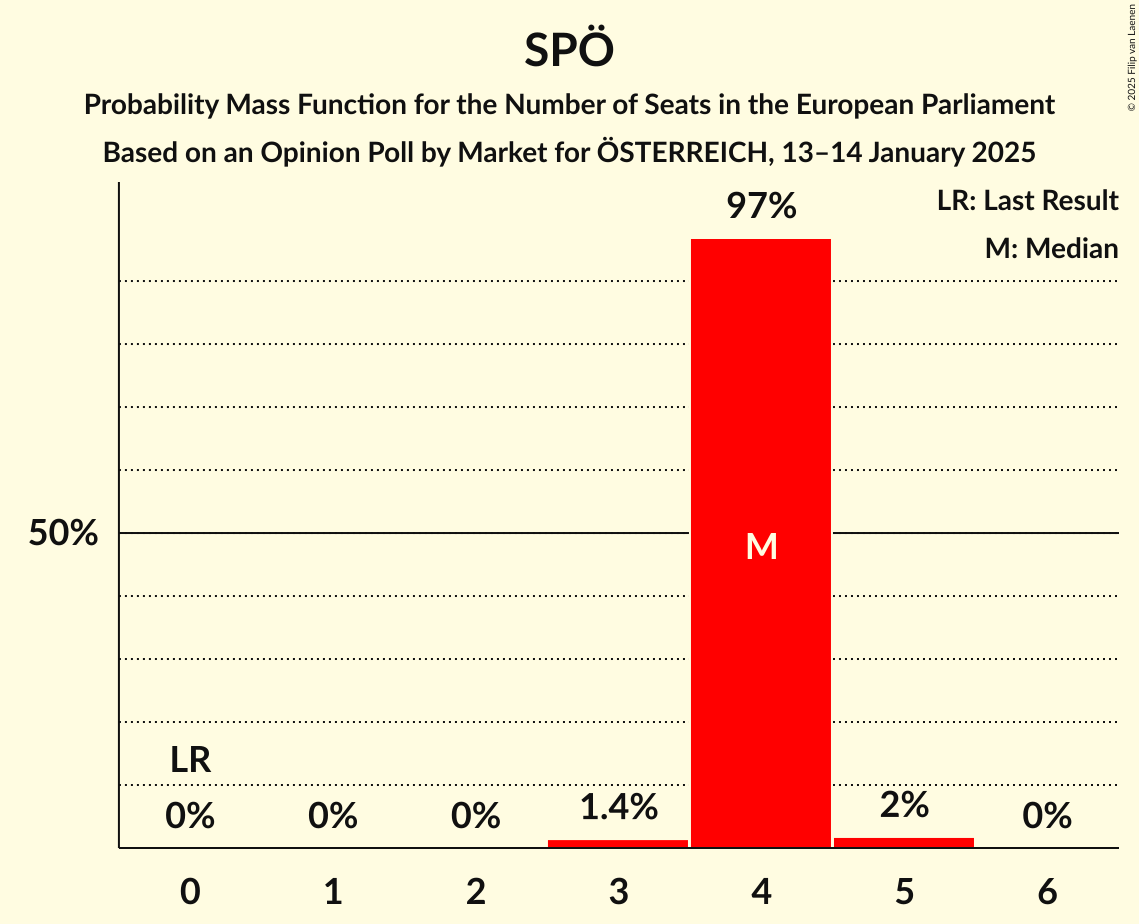 SPÖ
Probability Mass Function for the Number of Seats in the European Parliament
Based on an Opinion Poll by Market for ÖSTERREICH, 13–14 January 2025
© 2025 Filip van Laenen
LR: Last Result
M: Median
97%
50%
M
LR
0%
0%
0%
1.4%
2%
0%
0
1
2
3
4
5
6